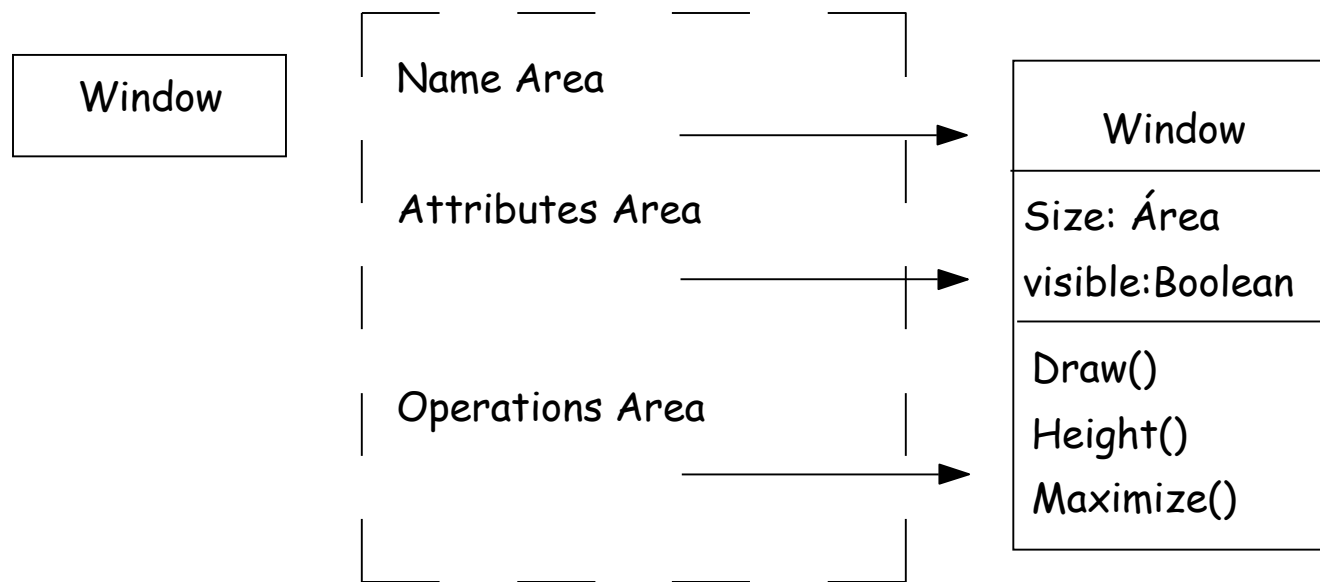 Window
Name Area
Attributes Area
Operations Area
Window
Size: Área
visible:Boolean
Draw()
Height()
Maximize()